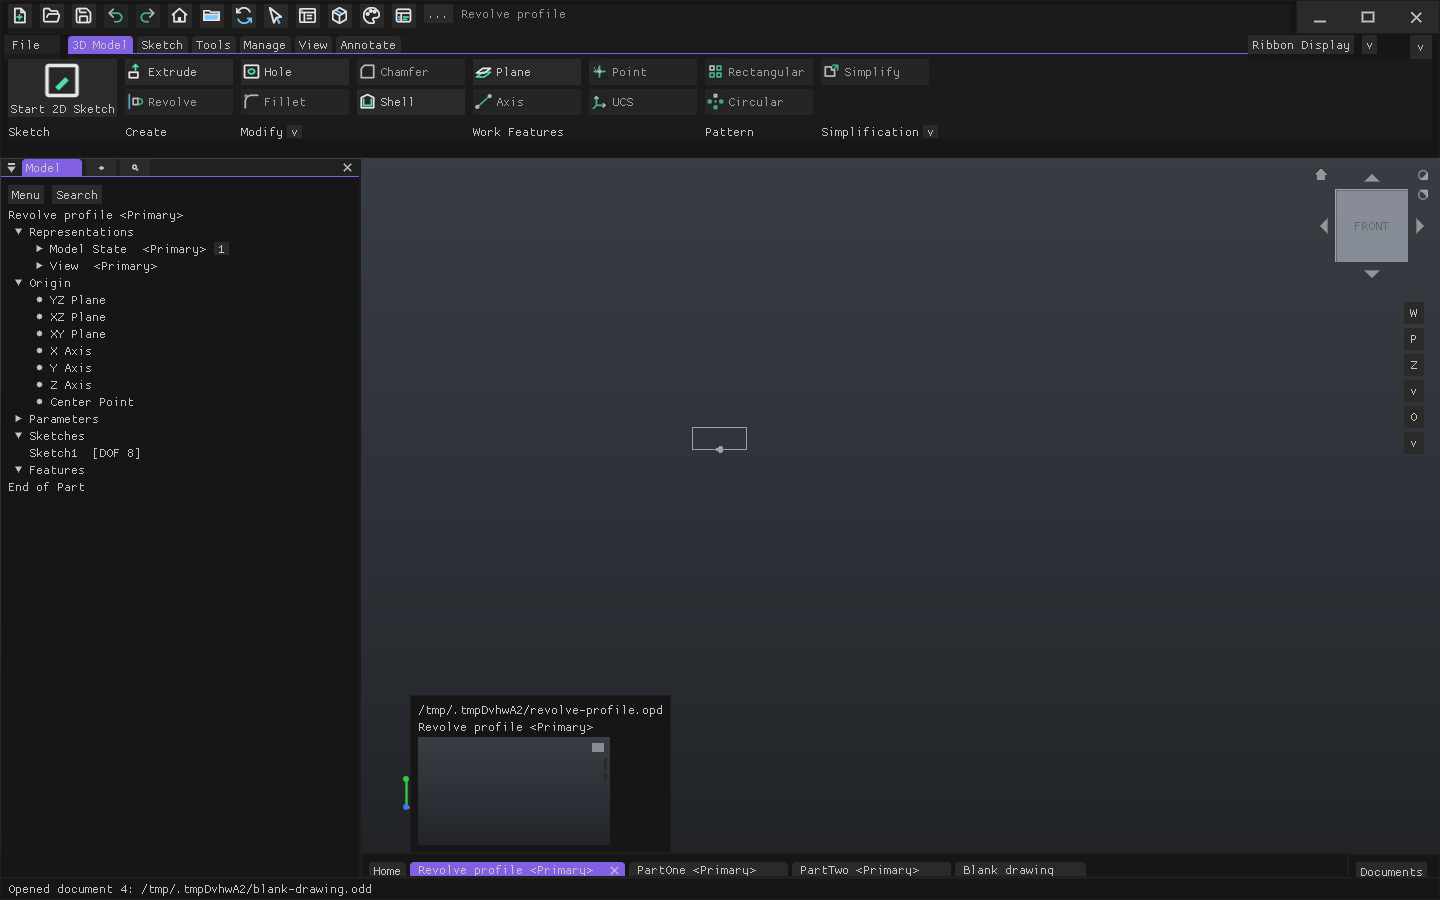 ... Revolve profile
File 3D Model Sketch Tools Manage View Annotate Ribbon Display v v
Extrude Hole Chamfer Plane Point Rectangular Simplify
Start 2D Sketch Revolve Fillet Shell Axis UCS Circular
Sketch Create Modify v Work Features Pattern Simplification v
Model
Menu Search
Revolve profile <Primary>
Representations
Model State <Primary> 1
View <Primary>
Origin
YZ Plane
XZ Plane
XY Plane
X Axis
Y Axis
Z Axis
Center Point
Parameters
Sketches
Sketch1 [DOF 8]
Features
End of Part
FRONT
W
P
Z
v
O
v
/tmp/.tmpDvhwA2/revolve-profile.opd
Revolve profile <Primary>
Home Revolve profile <Primary> PartOne <Primary> PartTwo <Primary> Blank drawing Documents
Opened document 4: /tmp/.tmpDvhwA2/blank-drawing.odd